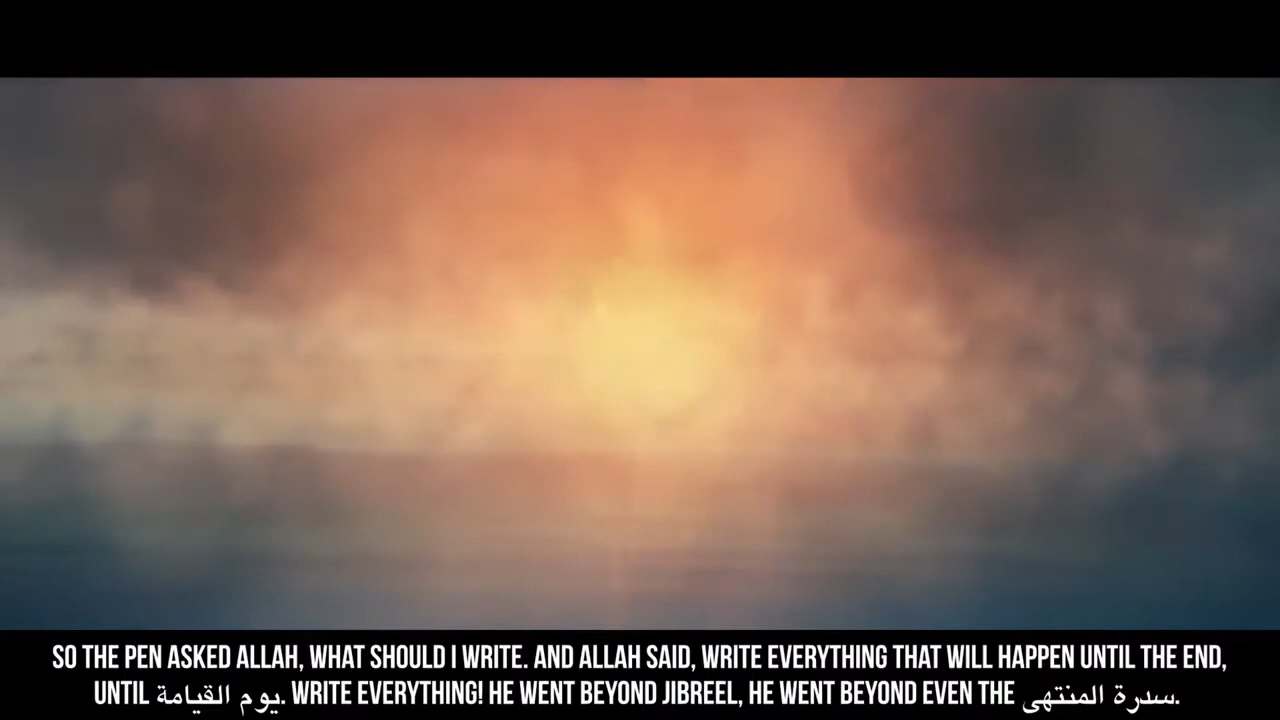 SO THE PEN ASKED ALLAH, WHAT SHOULD I WRITE. AND ALLAH SAID, WRITE EVERYTHING THAT WILL HAPPEN UNTIL THE END,
UNTIL يوم القيامة. WRITE EVERYTHING! HE WENT BEYOND JIBREEL, HE WENT BEYOND EVEN THE سدرة المنتهى.